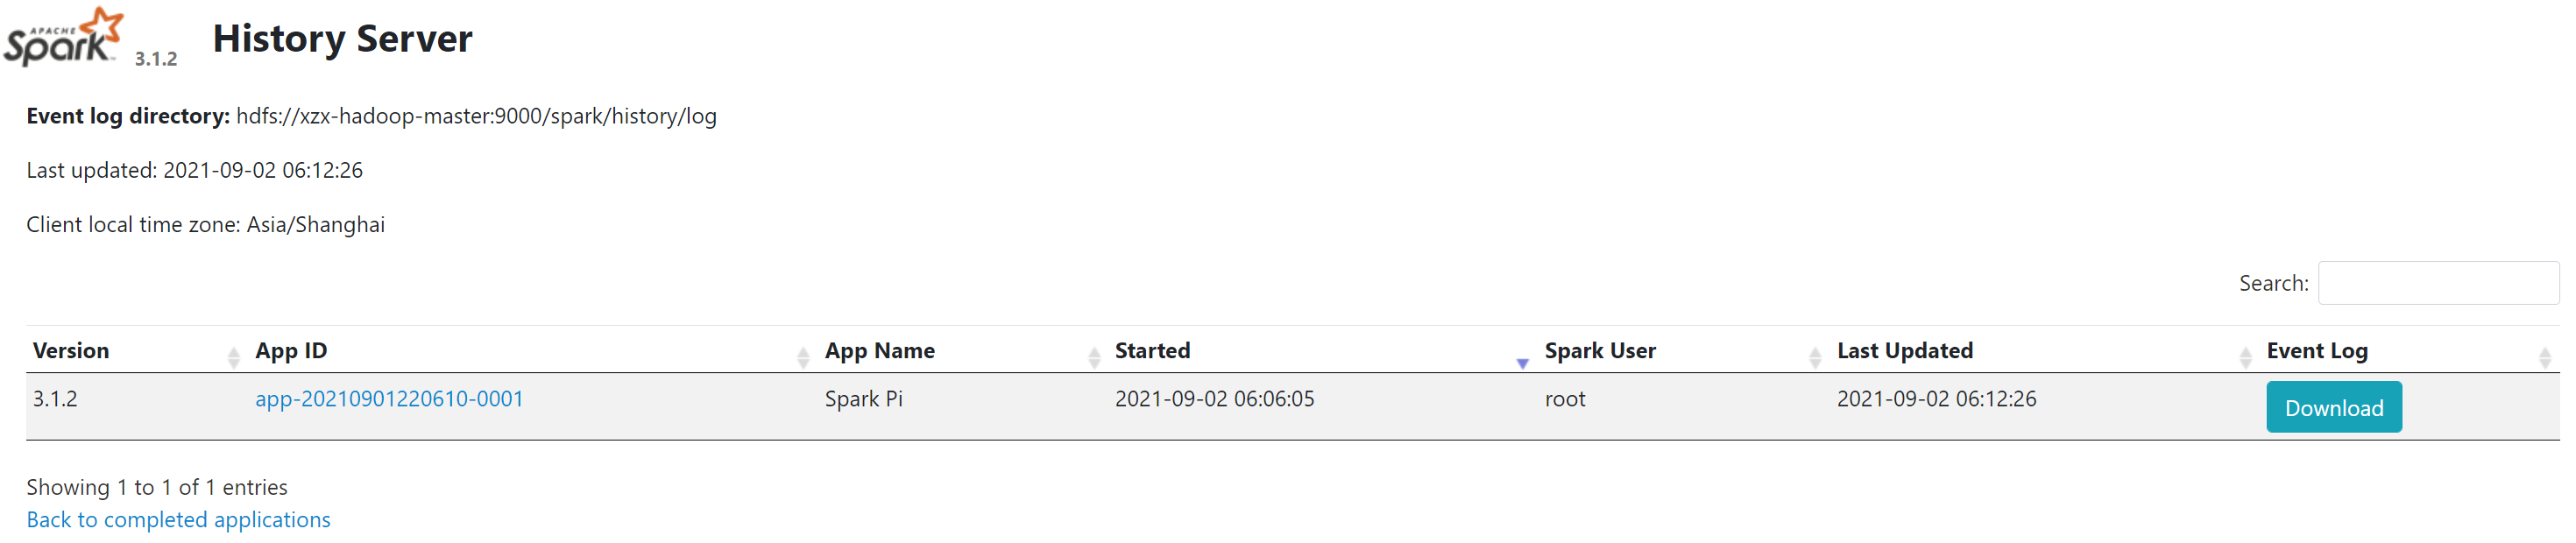 APACHE
Spark 3.1.2 History Server
Event log directory: hdfs://xzx-hadoop-master:9000/spark/history/log
Last updated: 2021-09-02 06:12:26
Client local time zone: Asia/Shanghai
Search:
Version App ID App Name Started Spark User Last Updated Event Log
3.1.2 app-20210901220610-0001 Spark Pi 2021-09-02 06:06:05 root 2021-09-02 06:12:26 Download
Showing 1 to 1 of 1 entries
Back to completed applications